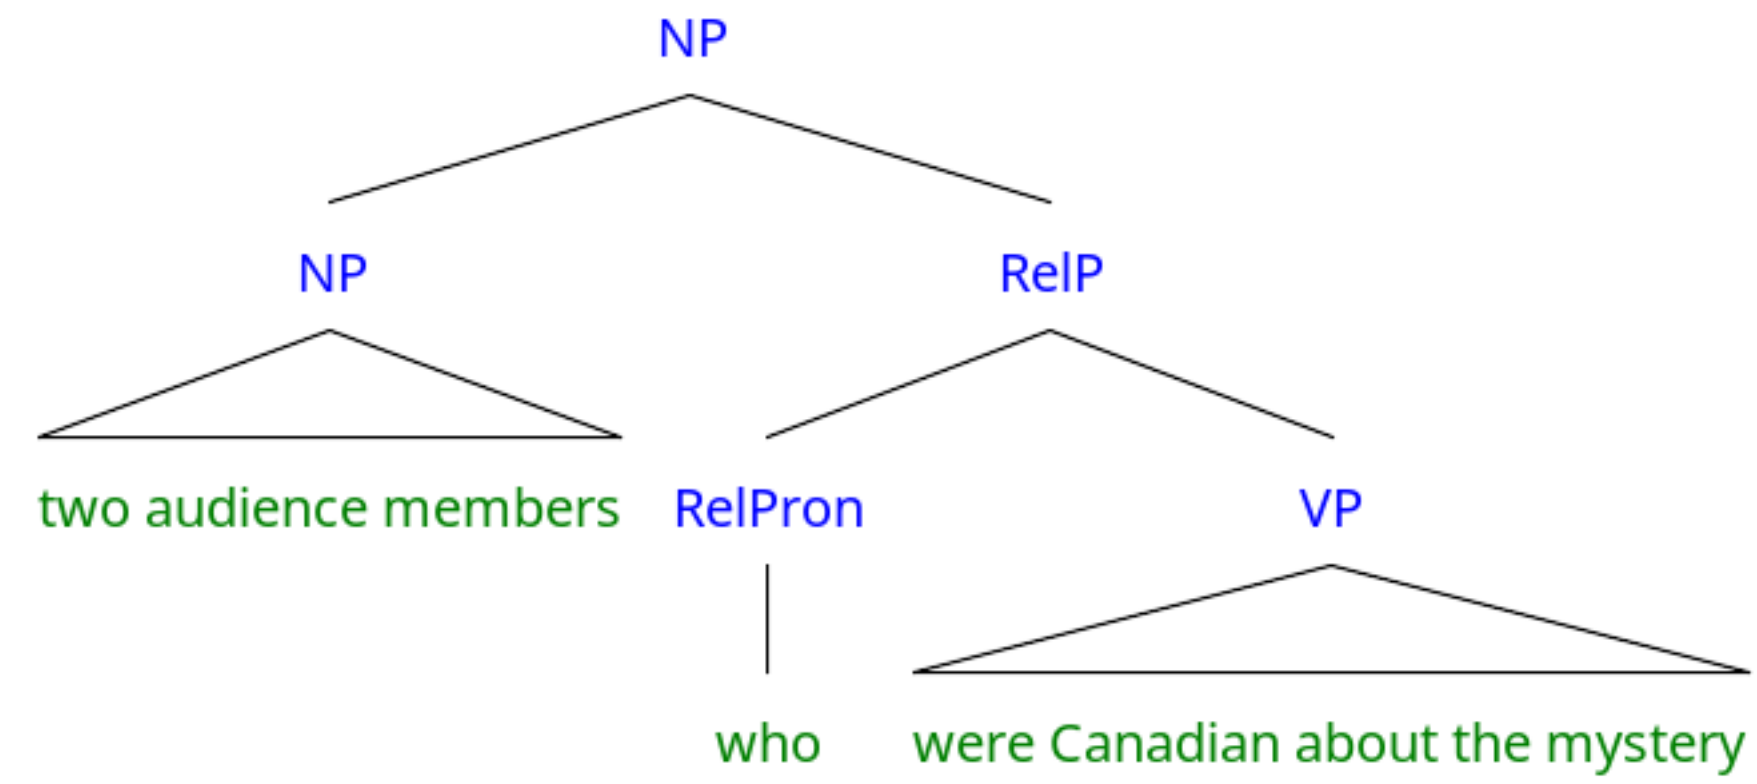 NP
NP RelP
two audience members RelPron VP
who were Canadian about the mystery